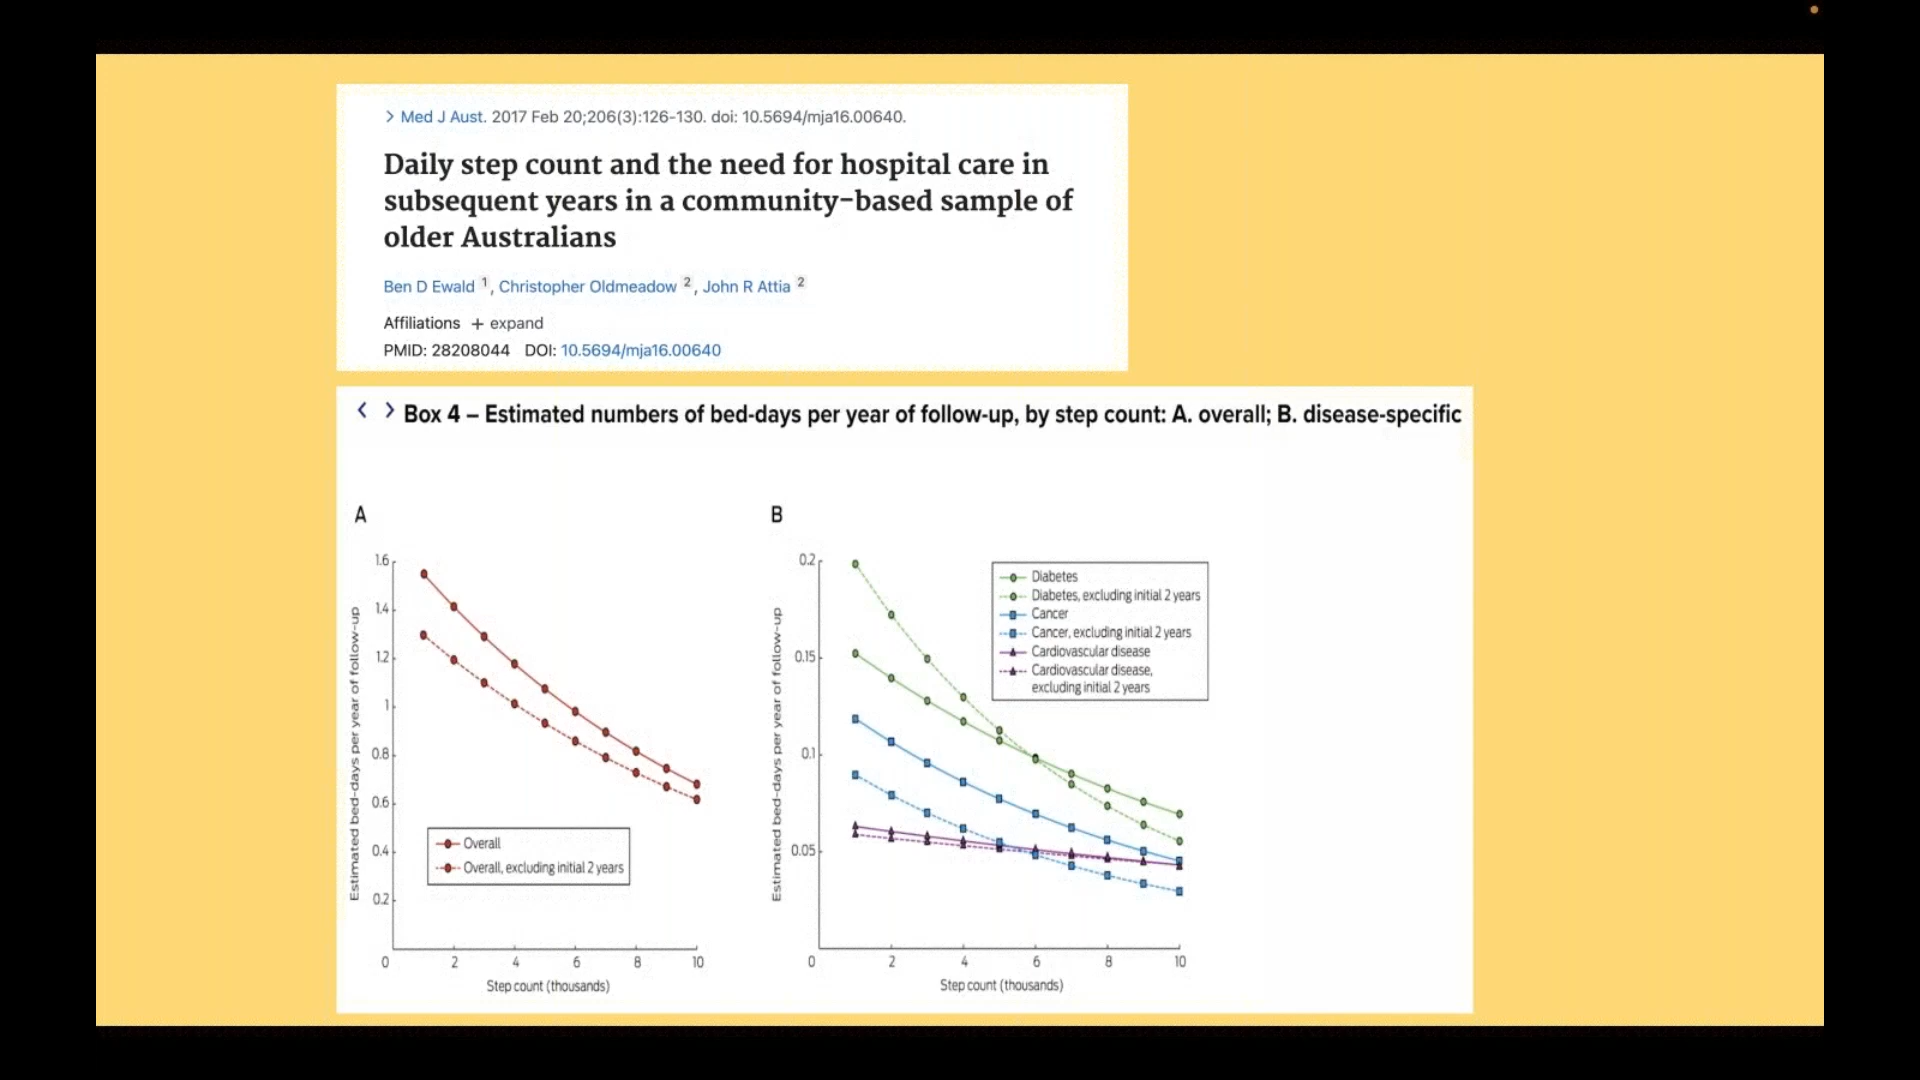 > Med J Aust. 2017 Feb 20;206(3):126-130. doi: 10.5694/mja16.00640.
Daily step count and the need for hospital care in
subsequent years in a community-based sample of
older Australians
Ben D Ewald 1, Christopher Oldmeadow 2, John R Attia 2
Affiliations + expand
PMID: 28208044 DOI: 10.5694/mja16.00640
< > Box 4 – Estimated numbers of bed-days per year of follow-up, by step count: A. overall; B. disease-specific
A
Estimated bed-days per year of follow-up
1.6
1.4
1.2
1
0.8
0.6
0.4
0.2
Overall
Overall, excluding initial 2 years
0 2 4 6 8 10
Step count (thousands)
B
Estimated bed-days per year of follow-up
0.2
0.15
0.1
0.05
Diabetes
Diabetes, excluding initial 2 years
Cancer
Cancer, excluding initial 2 years
Cardiovascular disease
Cardiovascular disease,
excluding initial 2 years
0 2 4 6 8 10
Step count (thousands)